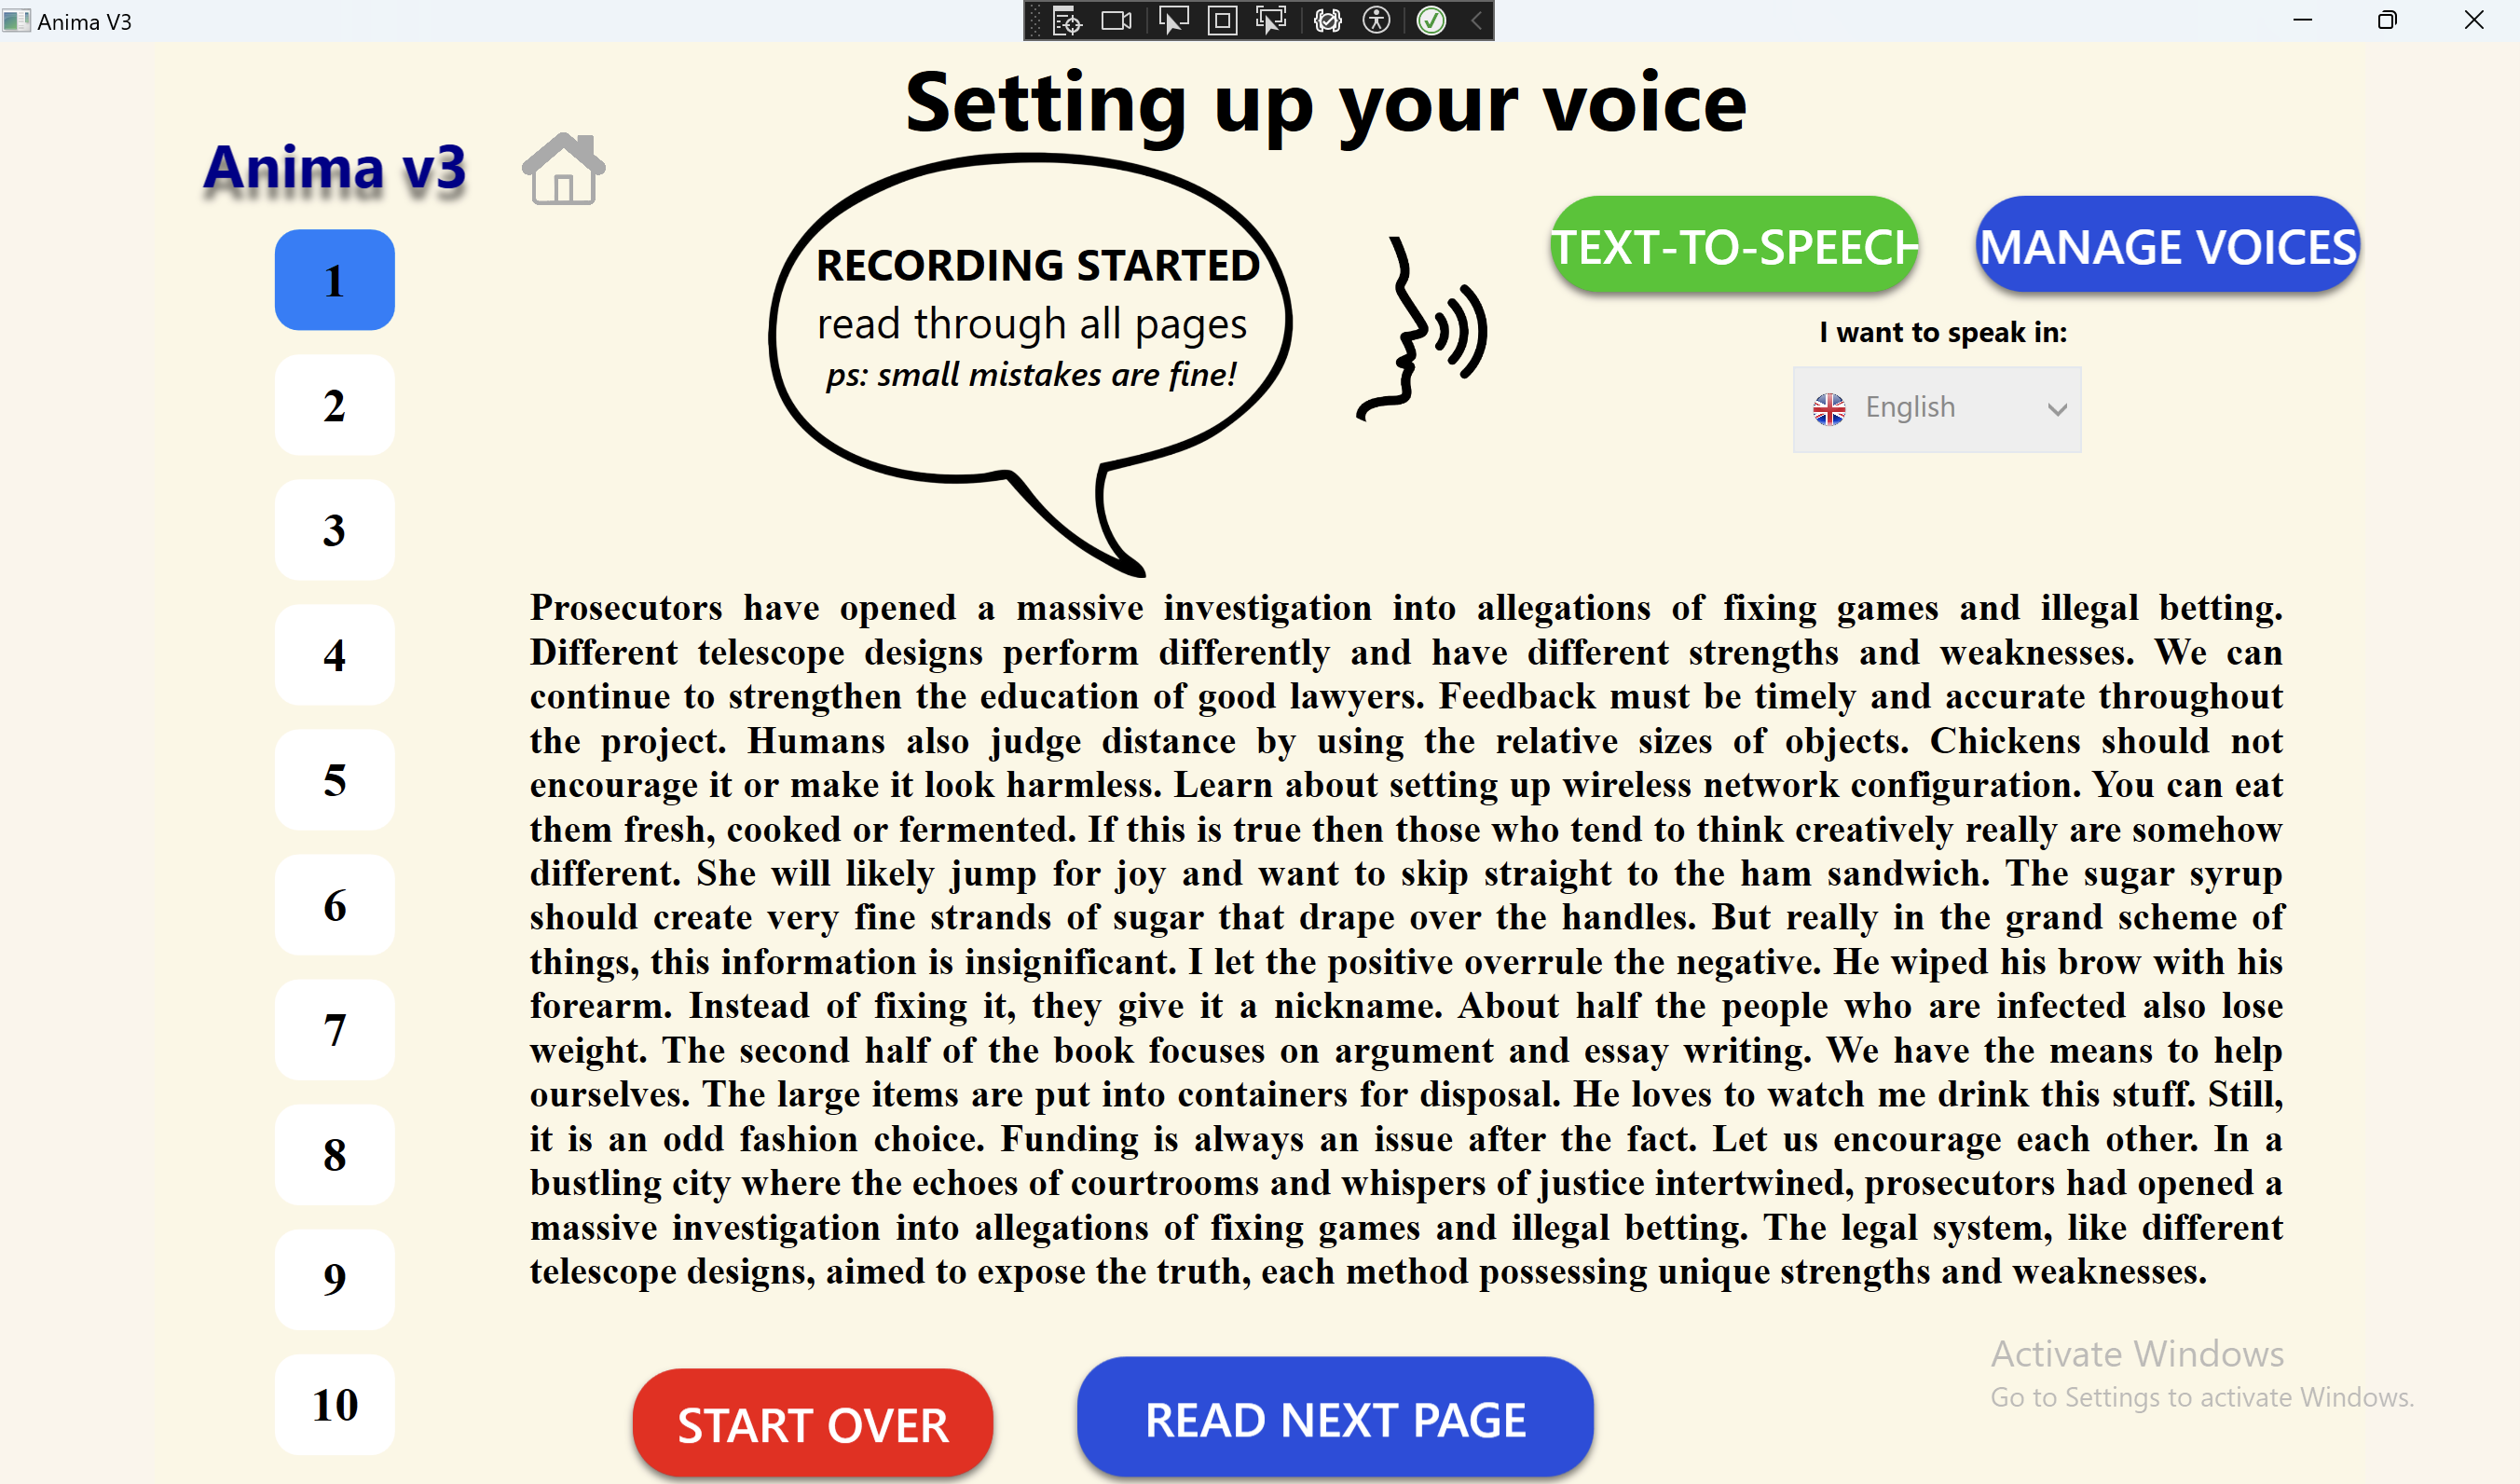 Anima V3
Setting up your voice
Anima v3
RECORDING STARTED
read through all pages
ps: small mistakes are fine!
TEXT-TO-SPEECH
MANAGE VOICES
I want to speak in:
English
1
2
3
4
5
6
7
8
9
10
Prosecutors have opened a massive investigation into allegations of fixing games and illegal betting.
Different telescope designs perform differently and have different strengths and weaknesses. We can
continue to strengthen the education of good lawyers. Feedback must be timely and accurate throughout
the project. Humans also judge distance by using the relative sizes of objects. Chickens should not
encourage it or make it look harmless. Learn about setting up wireless network configuration. You can eat
them fresh, cooked or fermented. If this is true then those who tend to think creatively really are somehow
different. She will likely jump for joy and want to skip straight to the ham sandwich. The sugar syrup
should create very fine strands of sugar that drape over the handles. But really in the grand scheme of
things, this information is insignificant. I let the positive overrule the negative. He wiped his brow with his
forearm. Instead of fixing it, they give it a nickname. About half the people who are infected also lose
weight. The second half of the book focuses on argument and essay writing. We have the means to help
ourselves. The large items are put into containers for disposal. He loves to watch me drink this stuff. Still,
it is an odd fashion choice. Funding is always an issue after the fact. Let us encourage each other. In a
bustling city where the echoes of courtrooms and whispers of justice intertwined, prosecutors had opened a
massive investigation into allegations of fixing games and illegal betting. The legal system, like different
telescope designs, aimed to expose the truth, each method possessing unique strengths and weaknesses.
START OVER
READ NEXT PAGE
Activate Windows
Go to Settings to activate Windows.